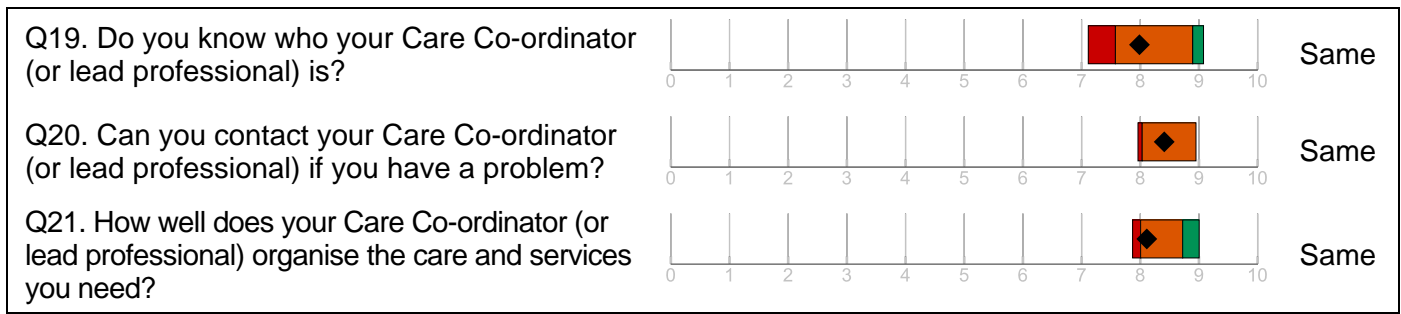 Q19. Do you know who your Care Co-ordinator
(or lead professional) is?
0 1 2 3 4 5 6 7 8 9 10
Same
Q20. Can you contact your Care Co-ordinator
(or lead professional) if you have a problem?
0 1 2 3 4 5 6 7 8 9 10
Same
Q21. How well does your Care Co-ordinator (or
lead professional) organise the care and services
you need?
0 1 2 3 4 5 6 7 8 9 10
Same